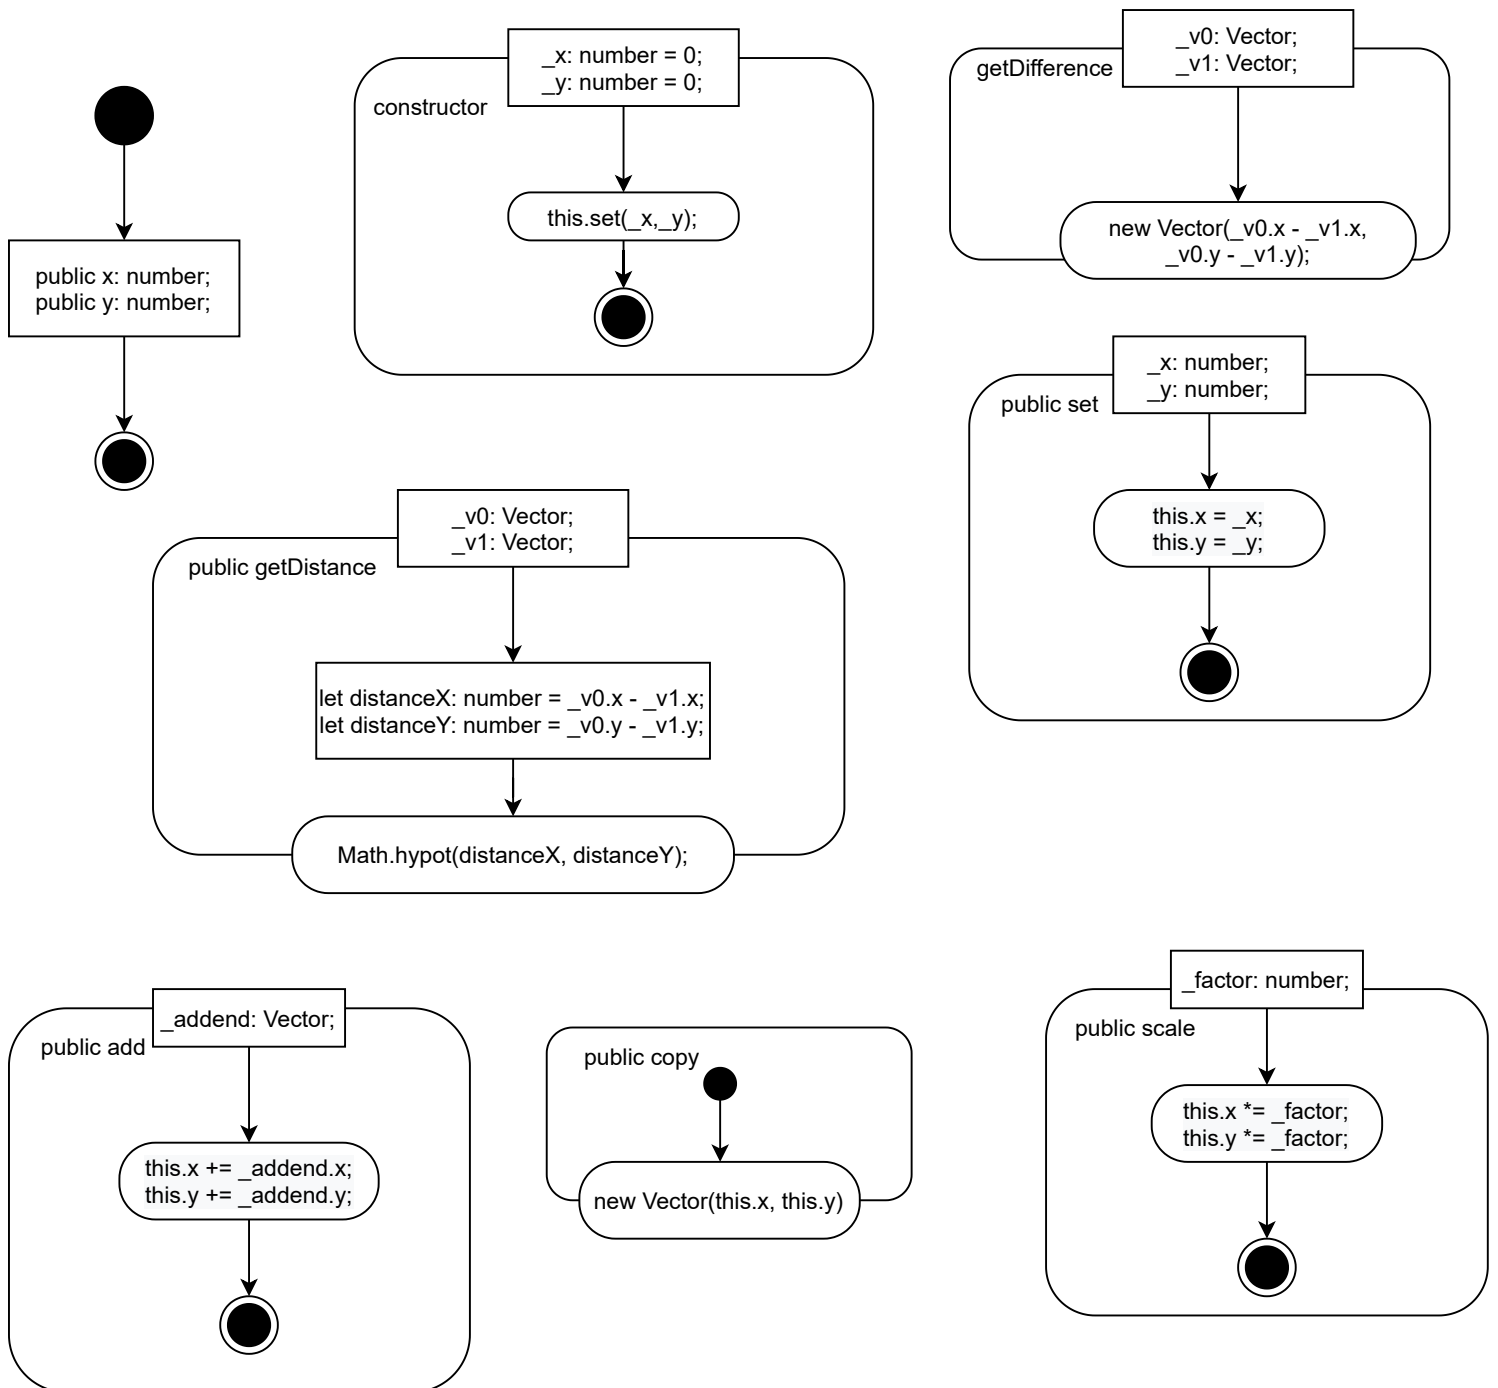 public x: number;
public y: number;
constructor
_x: number = 0;
_y: number = 0;
this.set(_x,_y);
getDifference
_v0: Vector;
_v1: Vector;
new Vector(_v0.x - _v1.x,
_v0.y - _v1.y);
public set
_x: number;
_y: number;
this.x = _x;
this.y = _y;
public getDistance
_v0: Vector;
_v1: Vector;
let distanceX: number = _v0.x - _v1.x;
let distanceY: number = _v0.y - _v1.y;
Math.hypot(distanceX, distanceY);
public add
_addend: Vector;
this.x += _addend.x;
this.y += _addend.y;
public copy
new Vector(this.x, this.y)
public scale
_factor: number;
this.x *= _factor;
this.y *= _factor;